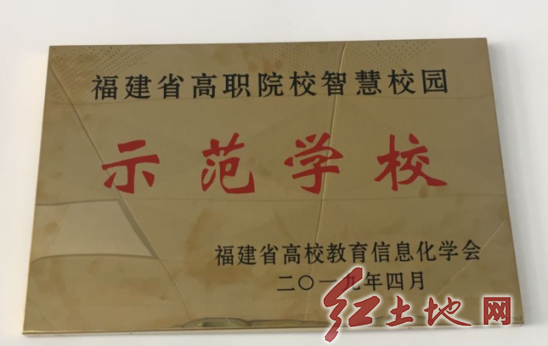 福建省高职院校智慧校园
示范学校
福建省高校教育信息化学会
二〇一九年四月
红土地网